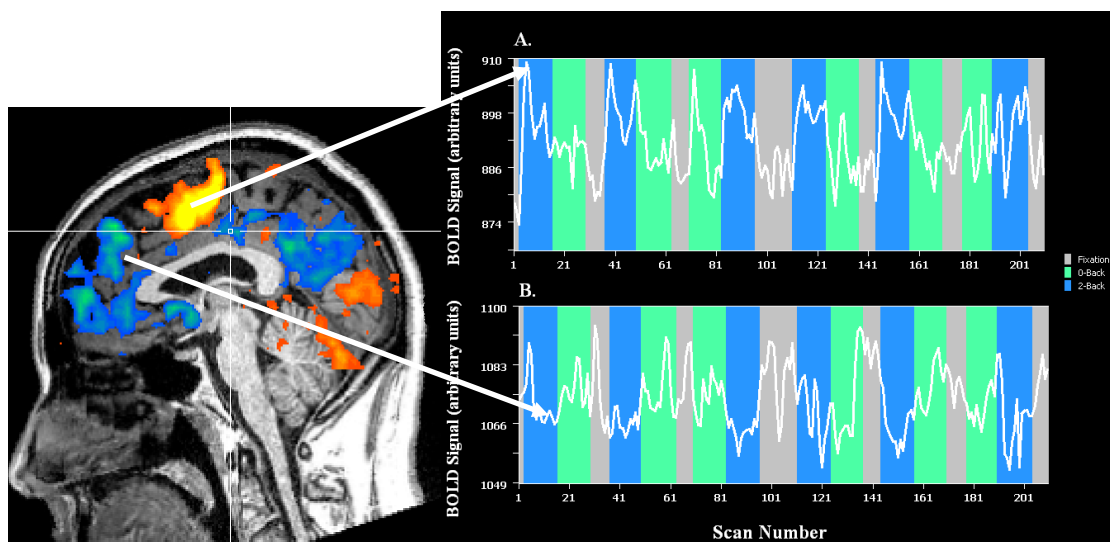 A.
BOLD Signal (arbitrary units)
910
898
886
874
1 21 41 61 81 101 121 141 161 181 201
Fixation
0-Back
2-Back
B.
BOLD Signal (arbitrary units)
1100
1083
1066
1049
1 21 41 61 81 101 121 141 161 181 201
Scan Number